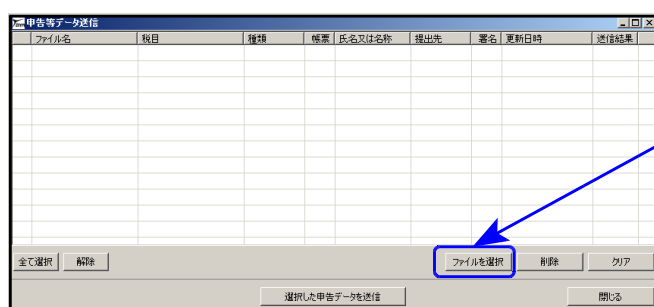 申告等データ送信
ファイル名 税目 種類 帳票 氏名又は名称 提出先 署名 更新日時 送信結果
全て選択 解除 ファイルを選択 削除 クリア
選択した申告データを送信 閉じる